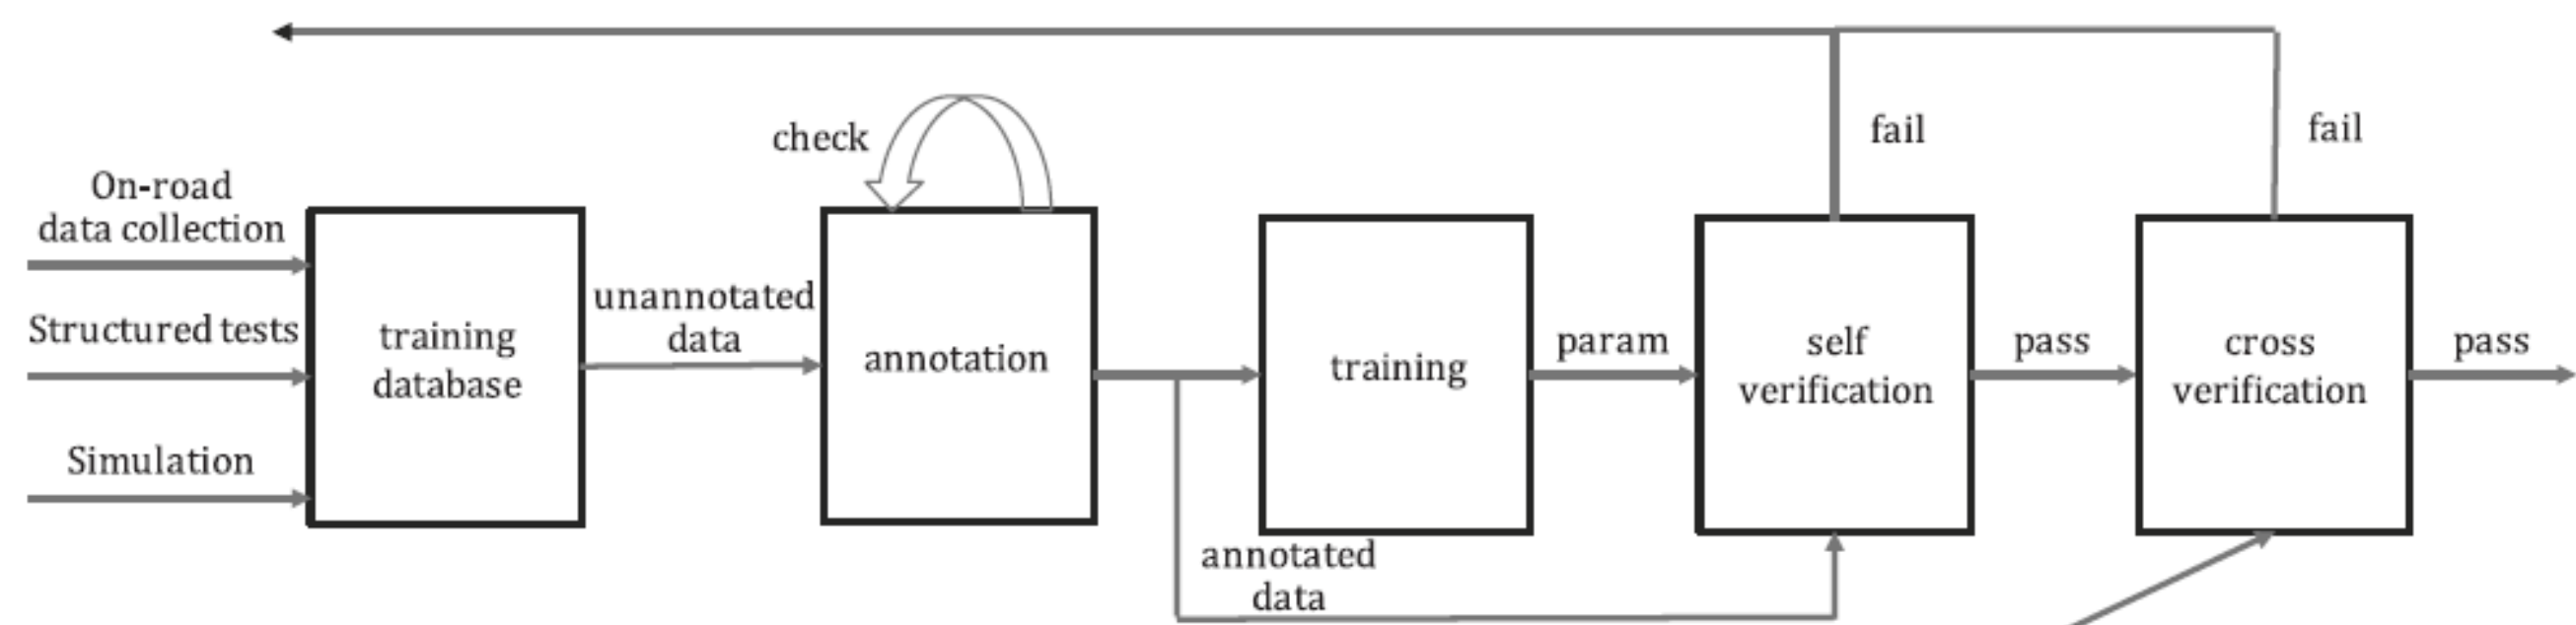 check
fail
fail
On-road
data collection
Structured tests
Simulation
training
database
unannotated
data
annotation
training
param
self
verification
pass
cross
verification
pass
annotated
data